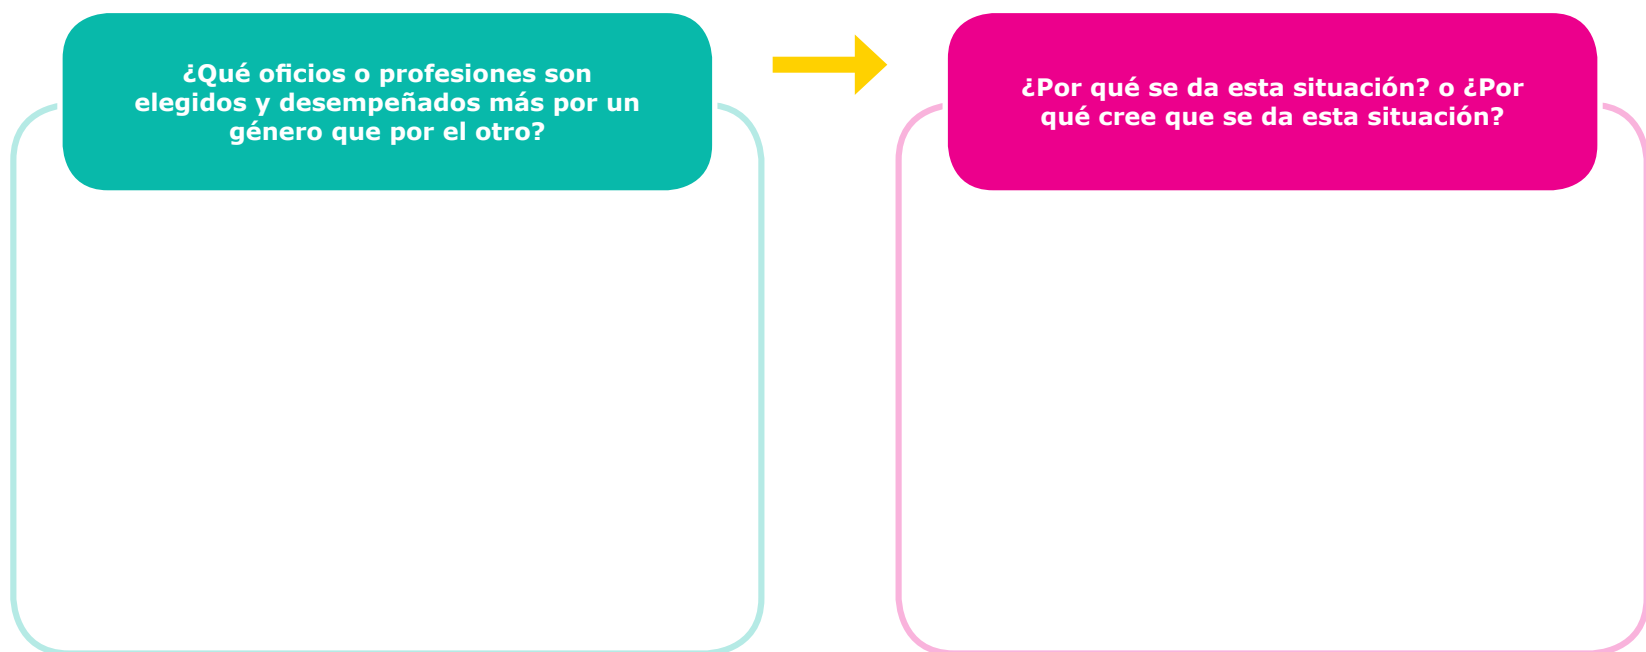 ¿Qué oficios o profesiones son
elegidos y desempeñados más por un
género que por el otro?
¿Por qué se da esta situación? o ¿Por
qué cree que se da esta situación?